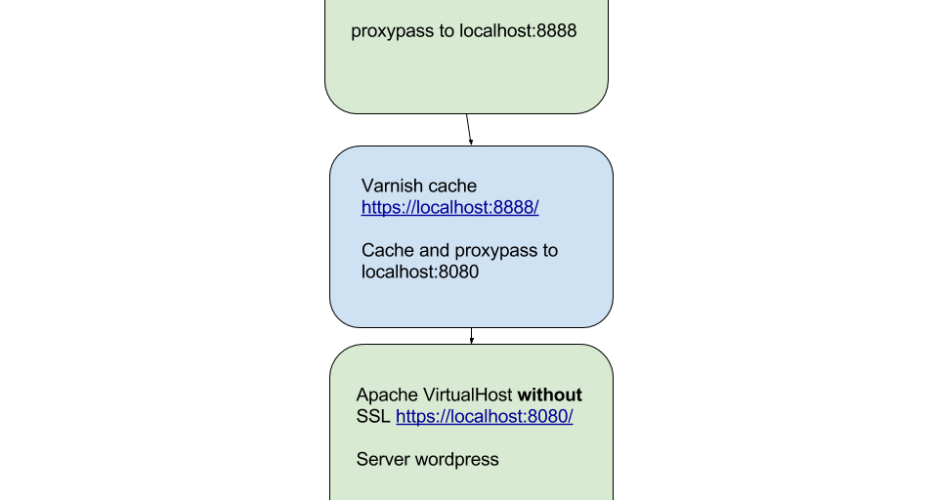 proxypass to localhost:8888
Varnish cache
https://localhost:8888/
Cache and proxypass to
localhost:8080
Apache VirtualHost without
SSL https://localhost:8080/
Server wordpress